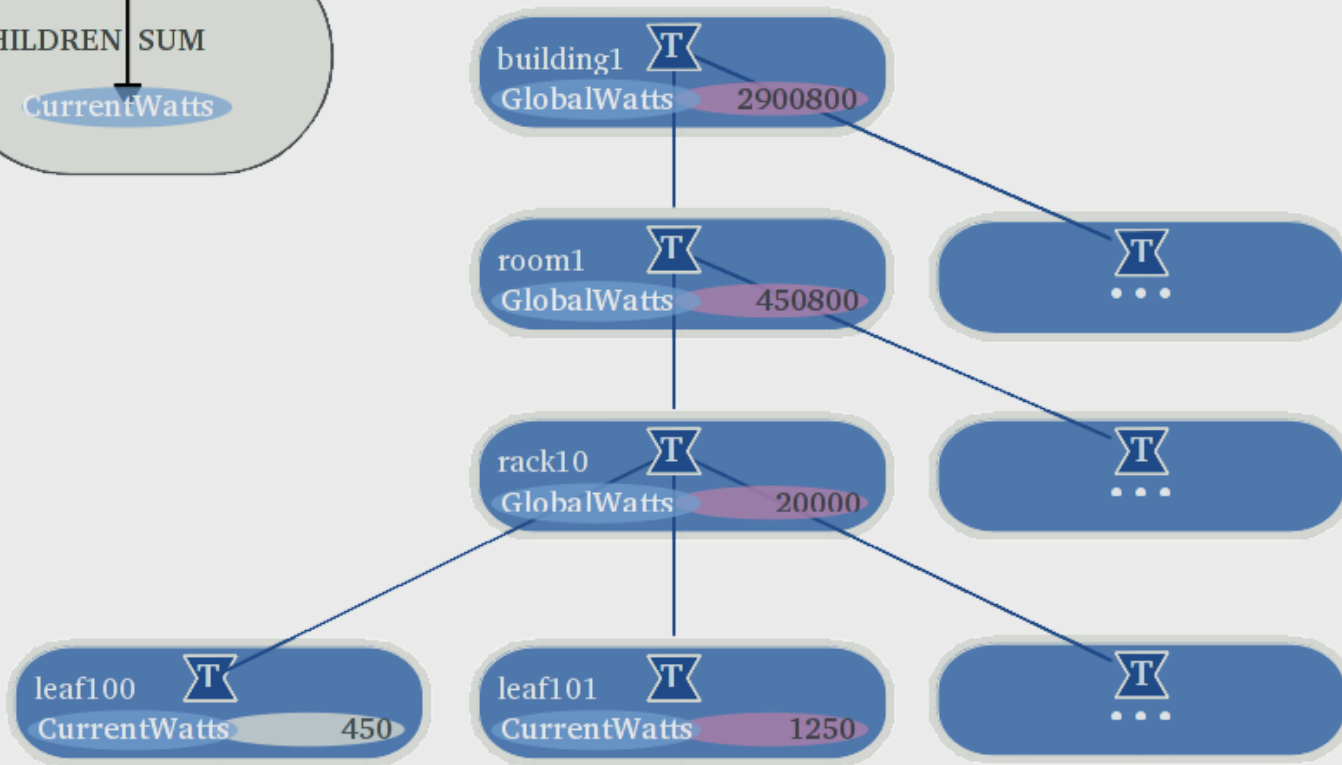 HILDREN SUM
CurrentWatts
building1 T
GlobalWatts 2900800
room1 T
GlobalWatts 450800
T
...
rack10 T
GlobalWatts 20000
T
...
leaf100 T
CurrentWatts 450
leaf101 T
CurrentWatts 1250
T
...